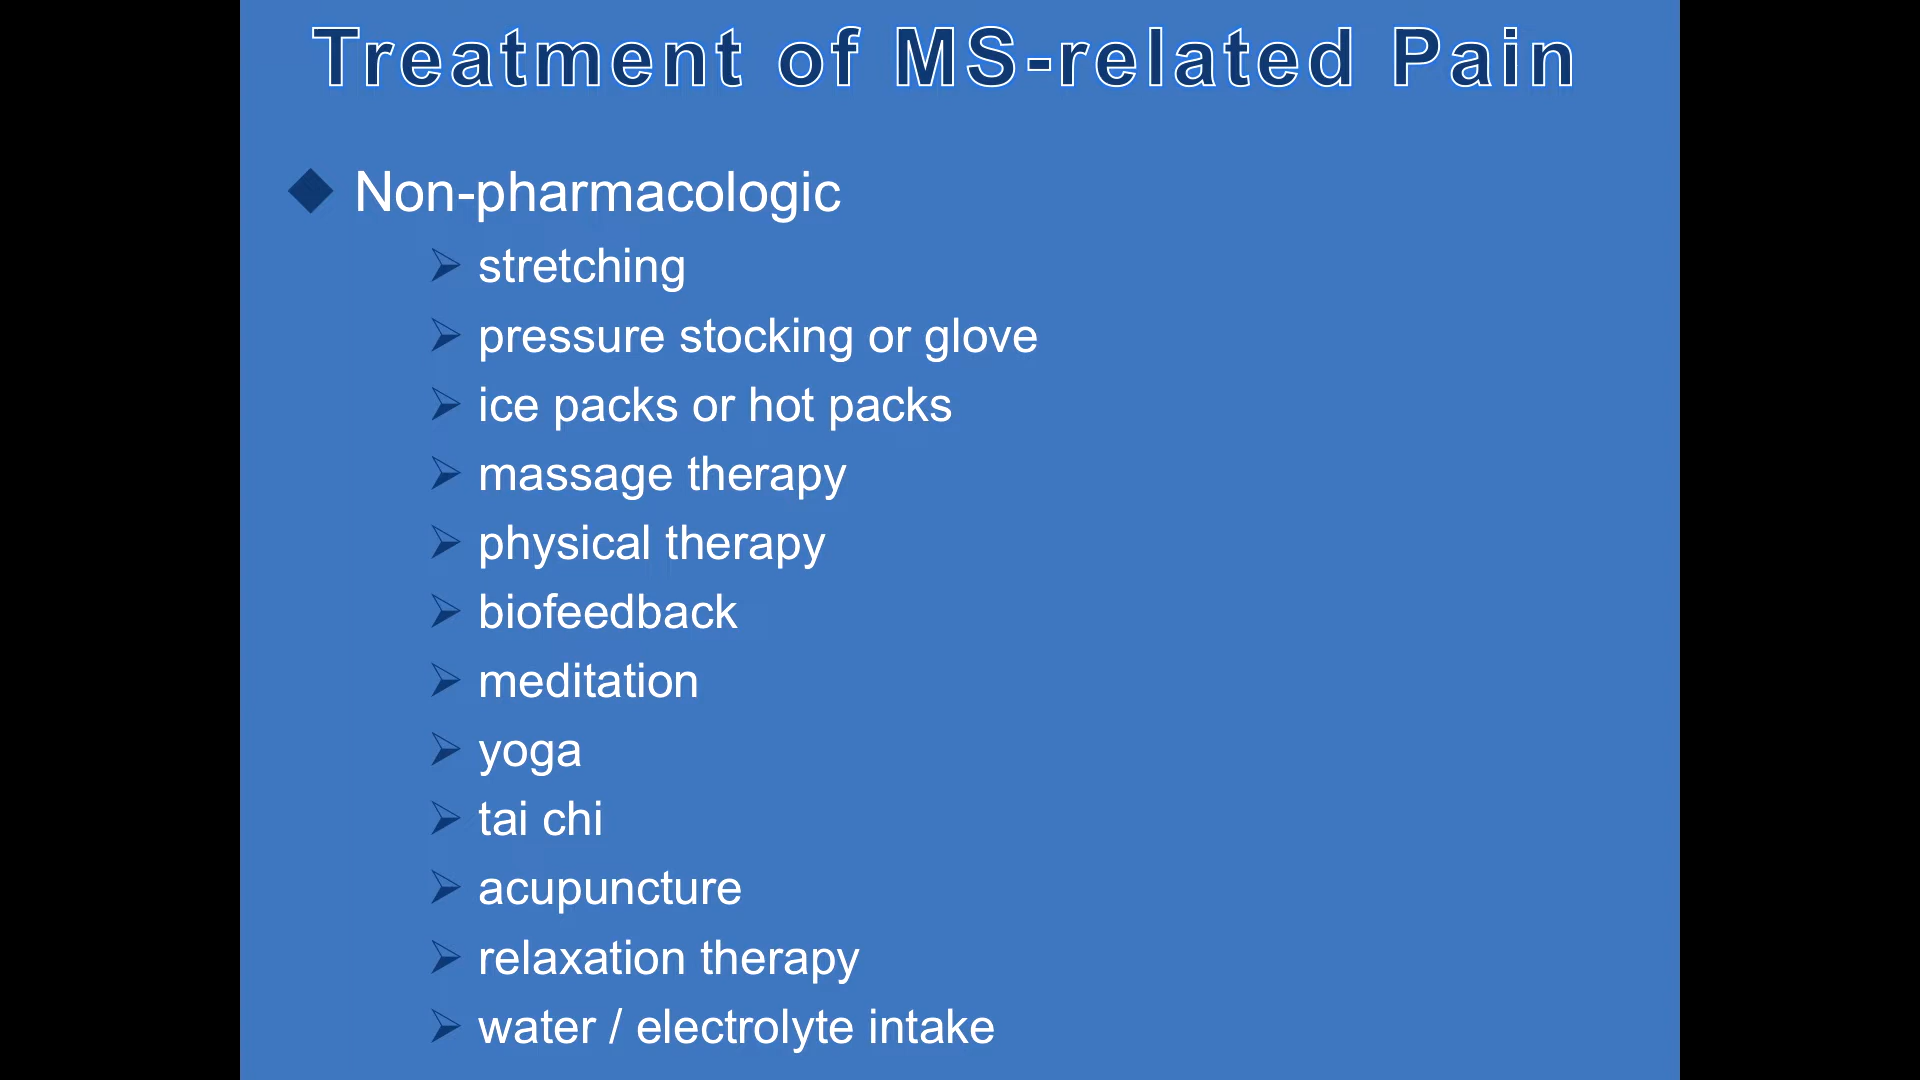 Treatment of MS-related Pain
Non-pharmacologic
stretching
pressure stocking or glove
ice packs or hot packs
massage therapy
physical therapy
biofeedback
meditation
yoga
tai chi
acupuncture
relaxation therapy
water / electrolyte intake